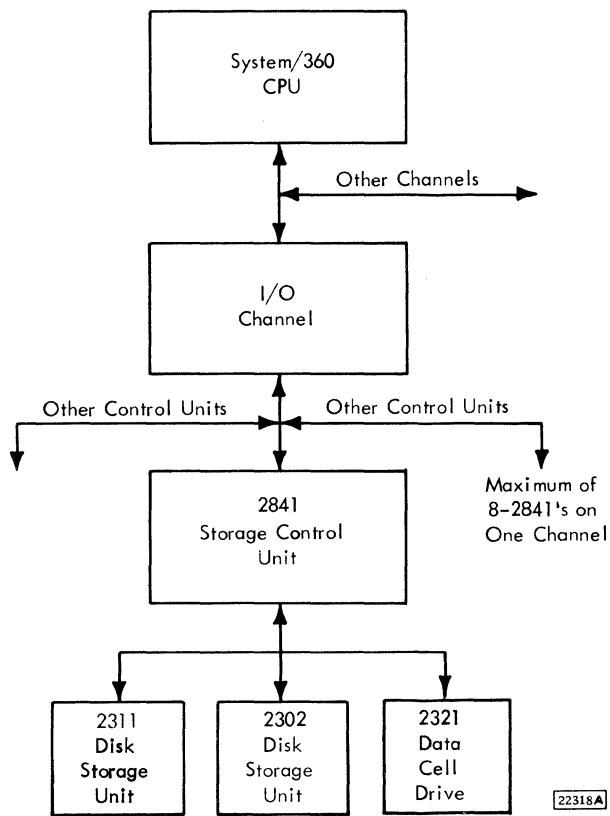 System/360
CPU
Other Channels
I/O
Channel
Other Control Units
Other Control Units
2841
Storage Control
Unit
Maximum of
8-2841's on
One Channel
2311
Disk
Storage
Unit
2302
Disk
Storage
Unit
2321
Data
Cell
Drive
22318A